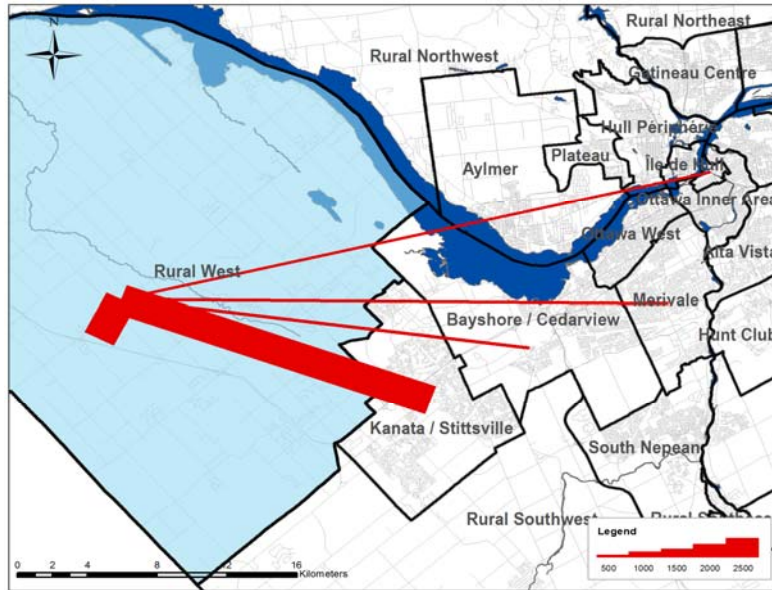 Rural Northeast
N
Rural Northwest
Gatineau Centre
Hull Périphérie
Plateau
Île de Hull
Aylmer
Ottawa Inner Area
Ottawa West
Alta Vista
Rural West
Merivale
Bayshore / Cedarview
Hunt Club
Kanata / Stittsville
South Nepean
Rural Southwest
Legend
500 1000 1500 2000 2500
0 2 4 8 12 16
Kilometers